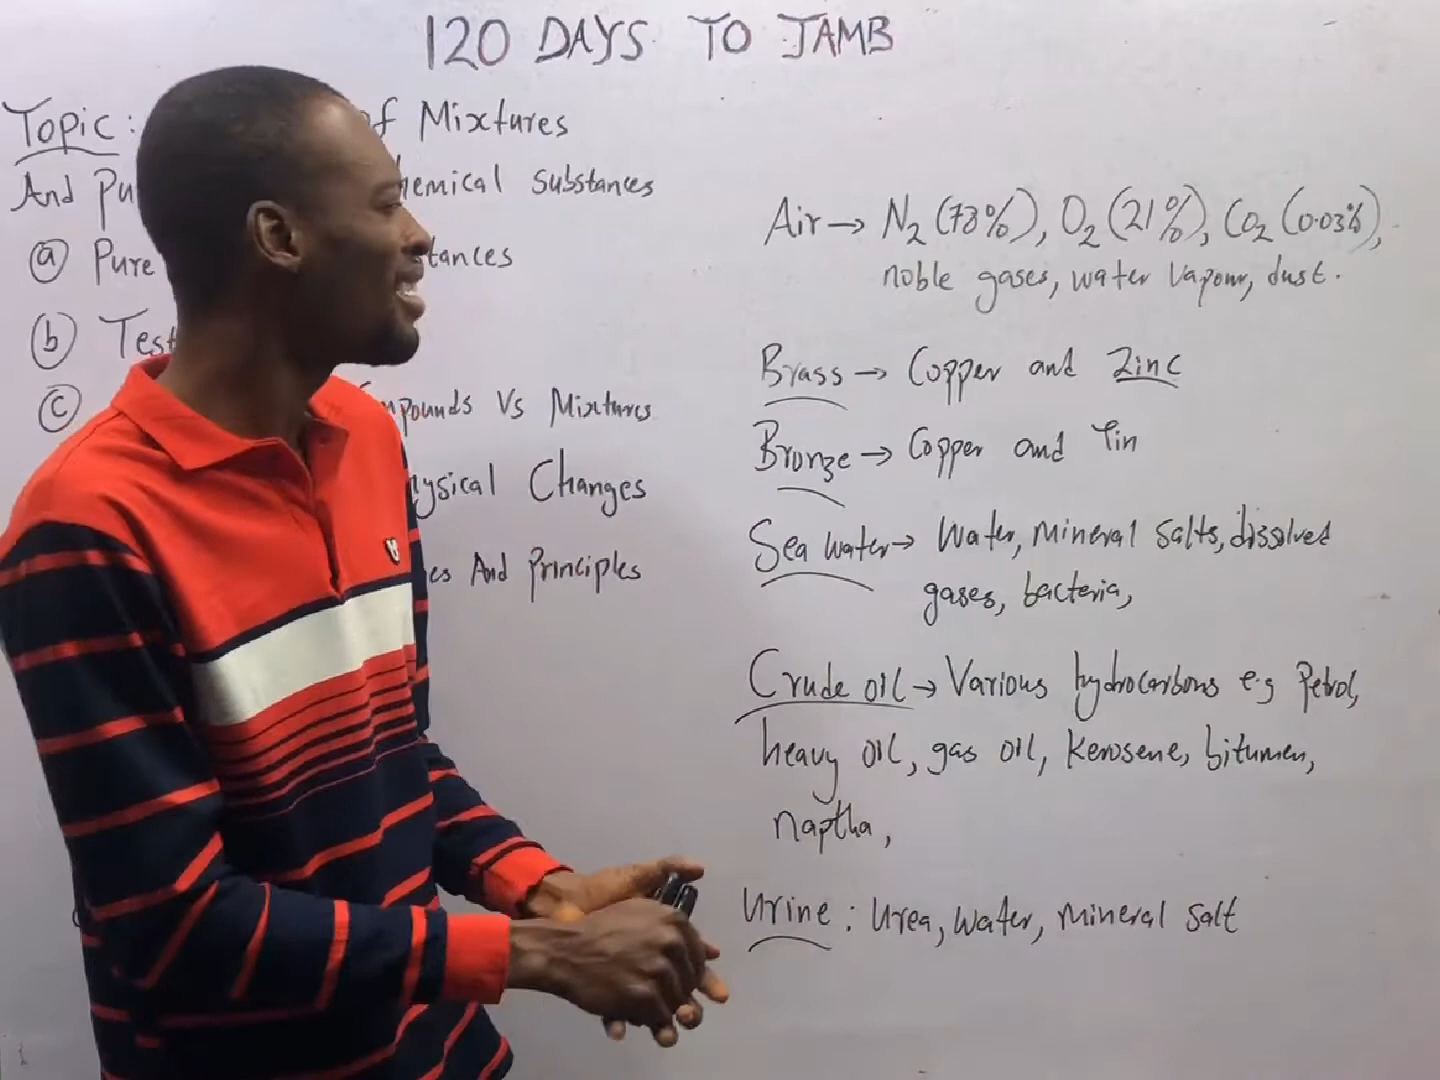 120 DAYS TO JAMB
Topic: of Mixtures
And Pu hemical Substances
(a) Pure tances
(b) Test
(c) mpounds Vs Mixtures
hysical Changes
es And Principles
Air → N2 (78%), O2 (21%), CO2 (0.03%),
noble gases, water vapour, dust.
Brass → Copper and Zinc
Bronze → Copper and Tin
Sea water → Water, Mineral Salts, dissolved
gases, bacteria,
Crude oil → Various hydrocarbons e.g Petrol,
heavy oil, gas oil, Kerosene, bitumen,
naptha,
Urine : Urea, Water, Mineral Salt